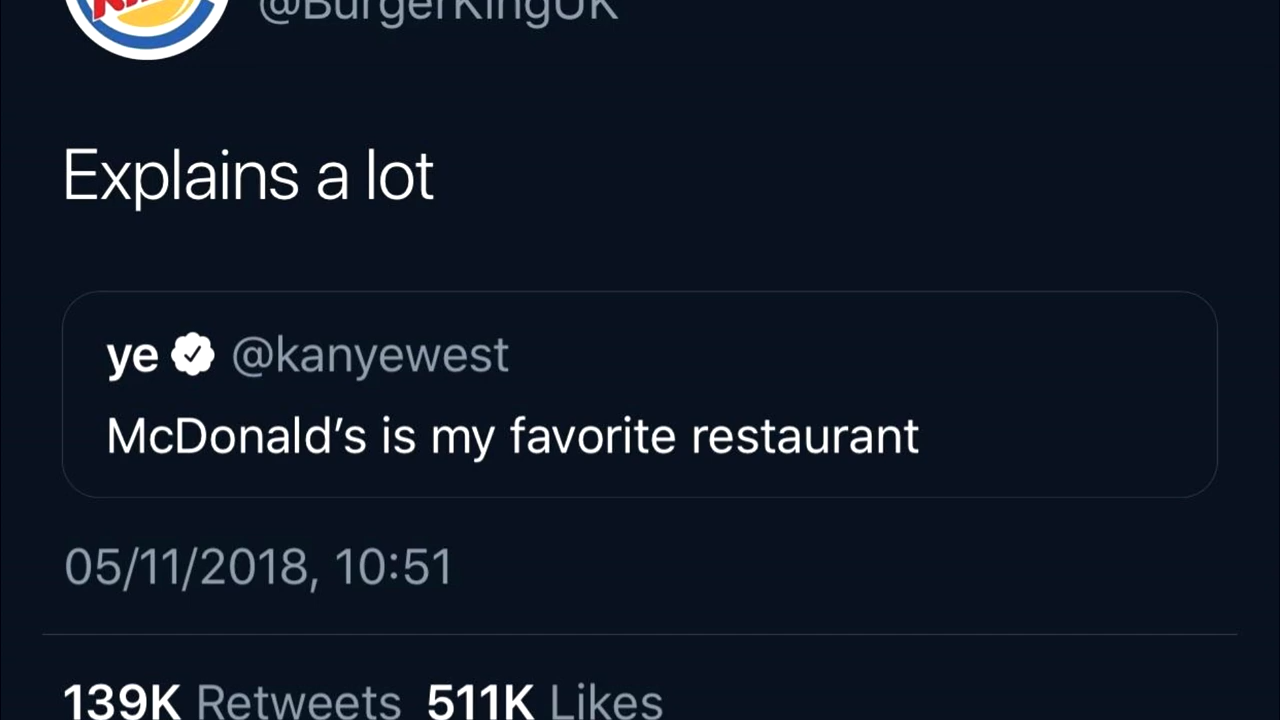 @BurgerKingUK
Explains a lot
ye @kanyewest
McDonald’s is my favorite restaurant
05/11/2018, 10:51
139K Retweets 511K Likes